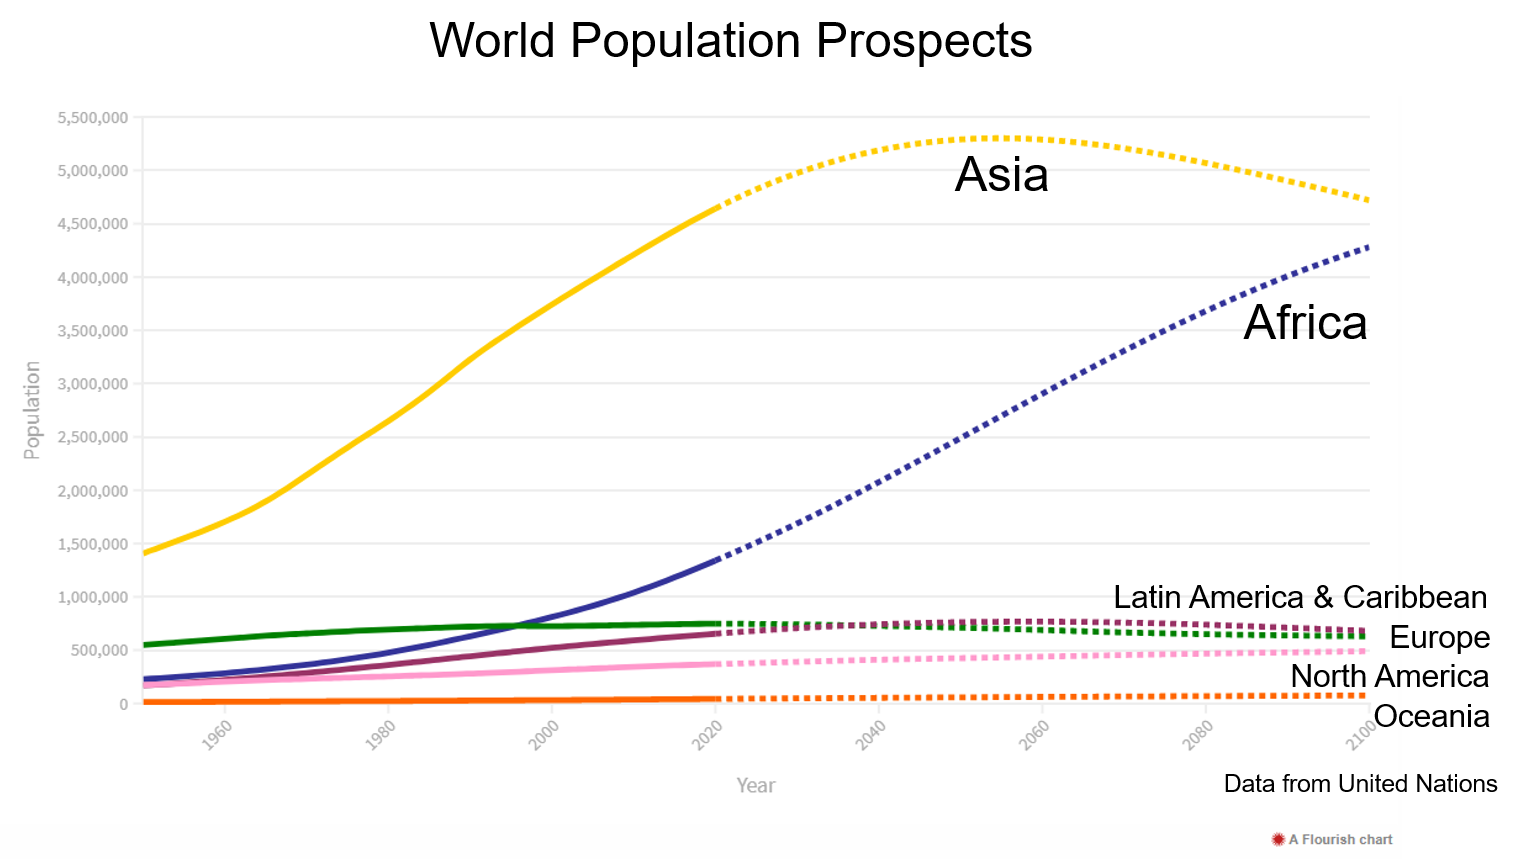 World Population Prospects
5,500,000
5,000,000
4,500,000
4,000,000
3,500,000
3,000,000
2,500,000
2,000,000
1,500,000
1,000,000
500,000
0
Population
Asia
Africa
Latin America & Caribbean
Europe
North America
Oceania
1960
1980
2000
2020
2040
2060
2080
2100
Year
Data from United Nations
A Flourish chart